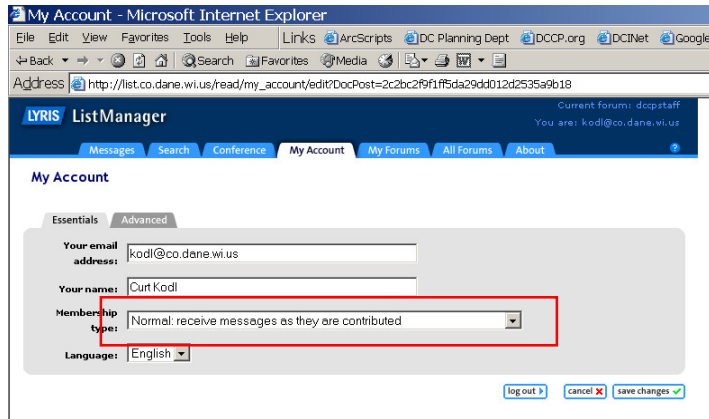 My Account - Microsoft Internet Explorer
File Edit View Favorites Tools Help Links ArcScripts DC Planning Dept DCCP.org DCINet Google
Back Search Favorites Media
Address http://list.co.dane.wi.us/read/my_account/edit?DocPost=2c2bc2f9f1ff5da29dd012d2535a9b18
LYRIS ListManager
Current forum: dccpstaff
You are: kodl@co.dane.wi.us
Messages Search Conference My Account My Forums All Forums About ?
My Account
Essentials Advanced
Your email address: kodl@co.dane.wi.us
Your name: Curt Kodl
Membership type: Normal: receive messages as they are contributed
Language: English
log out cancel save changes